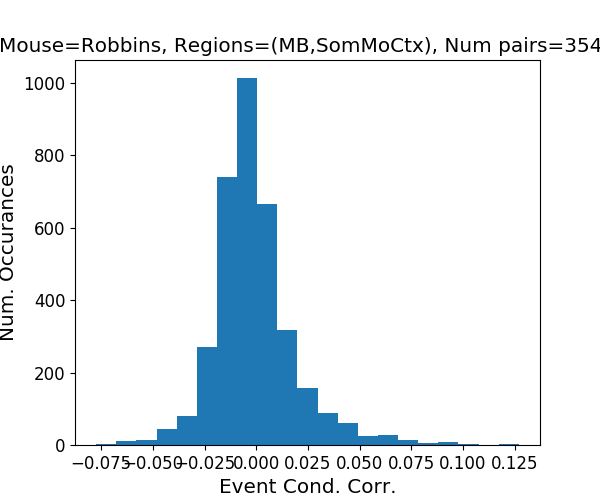 Mouse=Robbins, Regions=(MB,SomMoCtx), Num pairs=354
Num. Occurances
1000
800
600
400
200
0
−0.075 −0.050 −0.025 0.000 0.025 0.050 0.075 0.100 0.125
Event Cond. Corr.